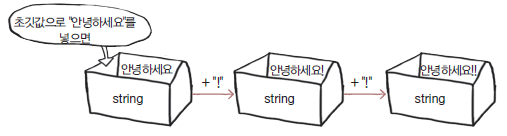 초깃값으로 "안녕하세요"를
넣으면
안녕하세요
string
+ "!"
안녕하세요!
string
+ "!"
안녕하세요!!
string